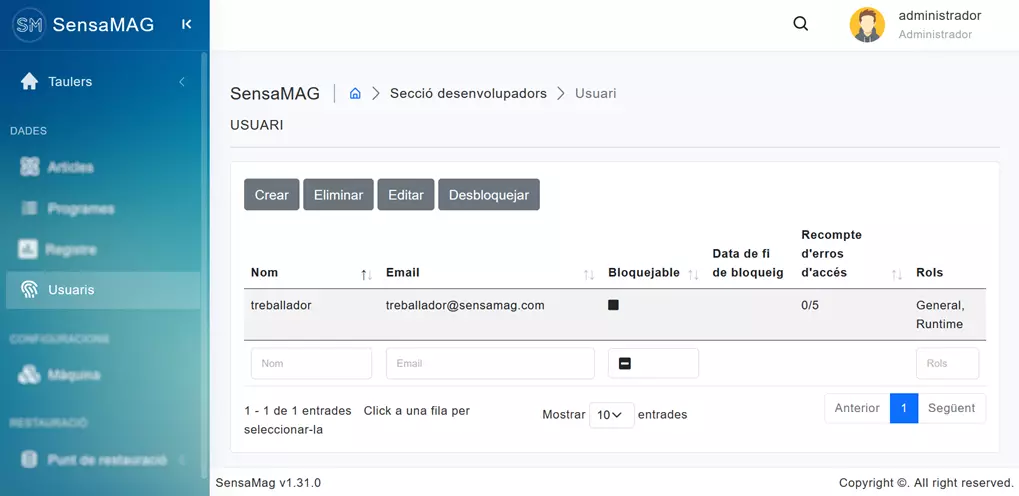 SM SensaMAG
administrador
Administrador
Taulers
DADES
Articles
Programes
Registre
Usuaris
CONFIGURACIONS
Màquina
RESTAURACIÓ
Punt de restauració
SensaMAG
Secció desenvolupadors
Usuari
USUARI
Crear Eliminar Editar Desbloquejar
Nom
Email
Bloquejable
Data de fi
de bloqueig
Recompte
d'erros
d'accés
Rols
treballador
treballador@sensamag.com
0/5
General,
Runtime
Nom
Email
Rols
1 - 1 de 1 entrades Click a una fila per
seleccionar-la
Mostrar 10 entrades
Anterior 1 Següent
SensaMag v1.31.0
Copyright ©. All right reserved.